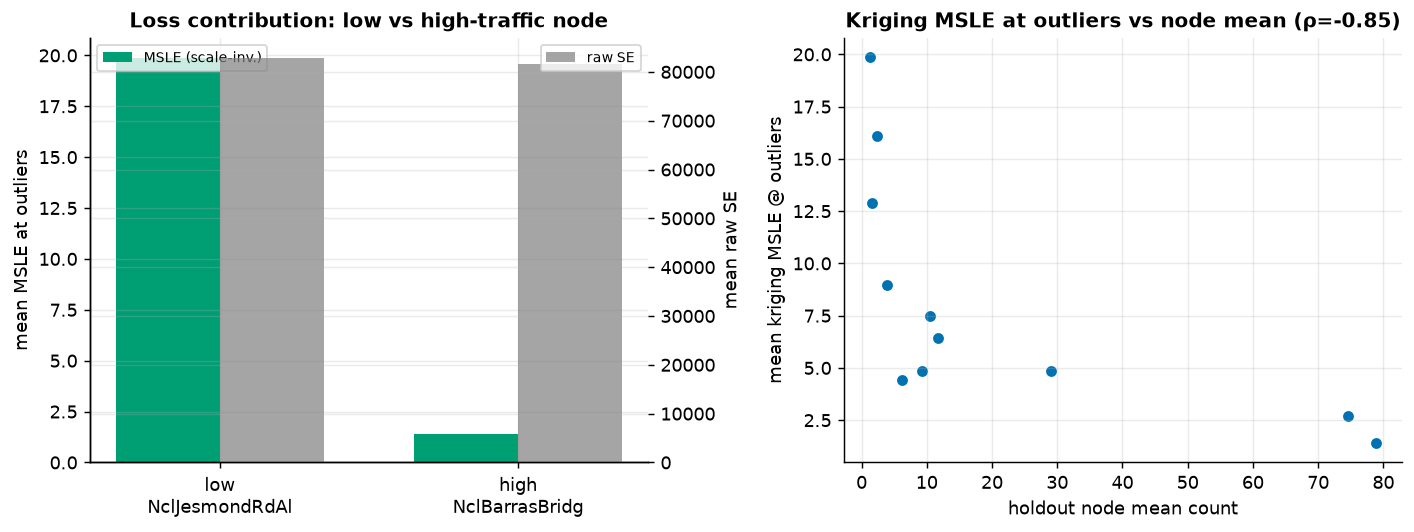 Loss contribution: low vs high-traffic node
MSLE (scale-inv.)
raw SE
mean MSLE at outliers
20.0
17.5
15.0
12.5
10.0
7.5
5.0
2.5
0.0
80000
70000
60000
50000
40000
30000
20000
10000
0
mean raw SE
low
NclJesmondRdAl
high
NclBarrasBridg
Kriging MSLE at outliers vs node mean (ρ=-0.85)
mean kriging MSLE @ outliers
20.0
17.5
15.0
12.5
10.0
7.5
5.0
2.5
0 10 20 30 40 50 60 70 80
holdout node mean count